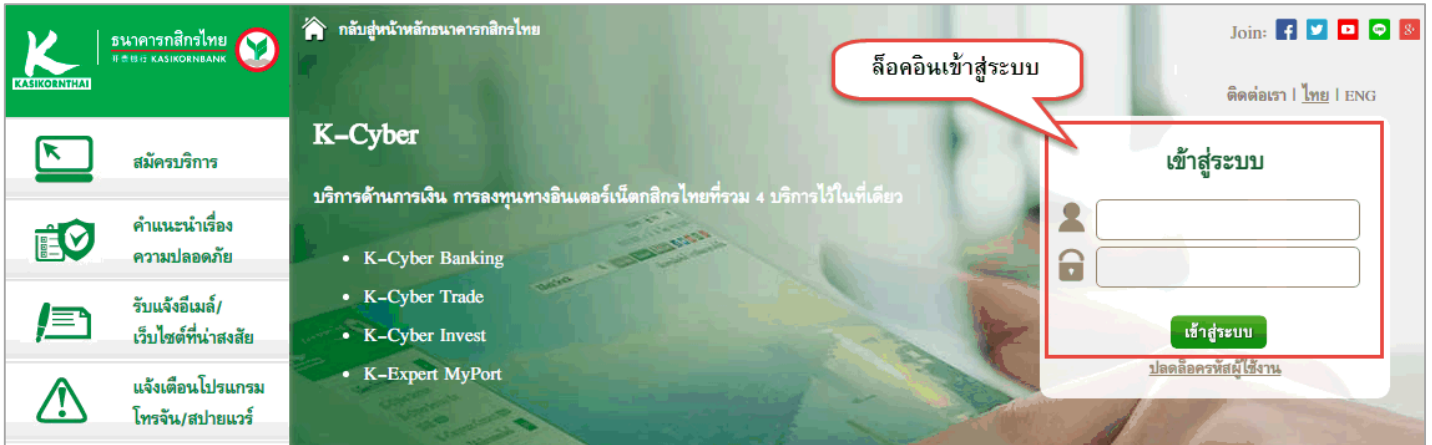 KASIKORNTHAI
ธนาคารกสิกรไทย
开泰银行 KASIKORNBANK
กลับสู่หน้าหลักธนาคารกสิกรไทย
Join:
ล็อคอินเข้าสู่ระบบ
ติดต่อเรา | ไทย | ENG
สมัครบริการ
คำแนะนำเรื่อง
ความปลอดภัย
รับแจ้งอีเมล์/
เว็บไซต์ที่น่าสงสัย
แจ้งเตือนโปรแกรม
โทรจัน/สปายแวร์
K-Cyber
บริการด้านการเงิน การลงทุนทางอินเตอร์เน็ตกสิกรไทยที่รวม 4 บริการไว้ในที่เดียว
• K-Cyber Banking
• K-Cyber Trade
• K-Cyber Invest
• K-Expert MyPort
เข้าสู่ระบบ
เข้าสู่ระบบ
ปลดล็อครหัสผู้ใช้งาน